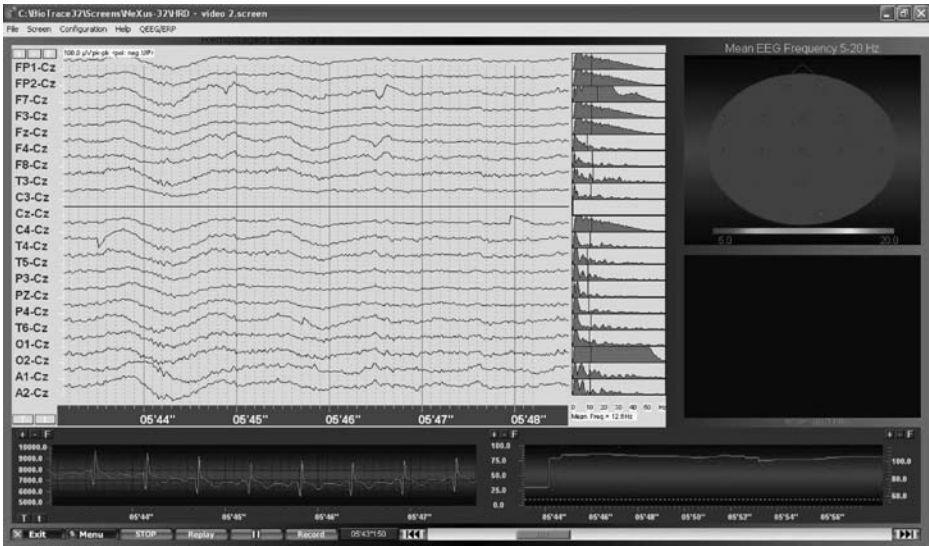 C:\BioTrace32\Screens\NeXus-32\HRD - video 2.screen
File Screen Configuration Help QEEG/ERP
Mean EEG Frequency 5-20 Hz
FP1-Cz
FP2-Cz
F7-Cz
F3-Cz
Fz-Cz
F4-Cz
F8-Cz
T3-Cz
C3-Cz
Cz-Cz
C4-Cz
T4-Cz
T5-Cz
P3-Cz
PZ-Cz
P4-Cz
T6-Cz
O1-Cz
O2-Cz
A1-Cz
A2-Cz
5.0 20.0
05'44'' 05'45'' 05'46'' 05'47'' 05'48''
0 10 20 30 40 50 Hz
Mean Freq = 12.6Hz
+ - F + - F + - F
10000.0
9000.0
8000.0
7000.0
6000.0
5000.0
100.0
75.0
50.0
25.0
0.0
100.0
80.0
60.0
05'44'' 05'45'' 05'46'' 05'47''
05'44'' 05'46'' 05'48'' 05'50'' 05'52'' 05'54'' 05'56''
T t
Exit Menu STOP Replay Record 05'43''150